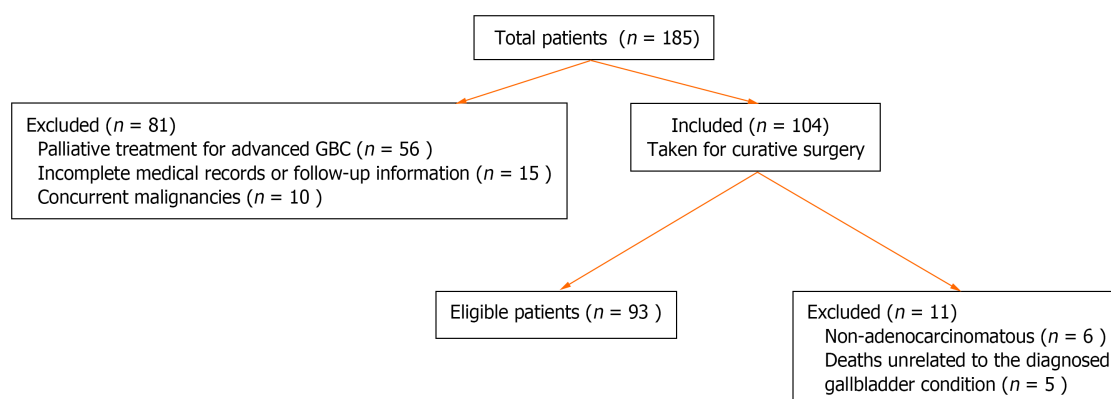 Total patients (n = 185)
Excluded (n = 81)
Palliative treatment for advanced GBC (n = 56 )
Incomplete medical records or follow-up information (n = 15 )
Concurrent malignancies (n = 10 )
Included (n = 104)
Taken for curative surgery
Eligible patients (n = 93 )
Excluded (n = 11)
Non-adenocarcinomatous (n = 6 )
Deaths unrelated to the diagnosed
gallbladder condition (n = 5 )